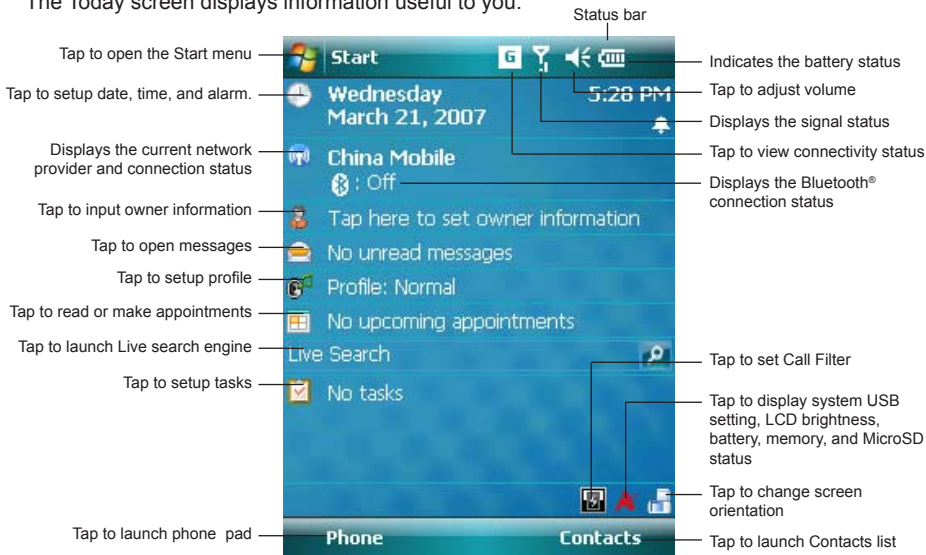 The Today screen displays information useful to you.
Status bar
Tap to open the Start menu
Tap to setup date, time, and alarm.
Displays the current network
provider and connection status
Tap to input owner information
Tap to open messages
Tap to setup profile
Tap to read or make appointments
Tap to launch Live search engine
Tap to setup tasks
Tap to launch phone pad
Start
G
Wednesday
March 21, 2007
5:28 PM
China Mobile
: Off
Tap here to set owner information
No unread messages
Profile: Normal
No upcoming appointments
Live Search
No tasks
Phone
Contacts
Indicates the battery status
Tap to adjust volume
Displays the signal status
Tap to view connectivity status
Displays the Bluetooth®
connection status
Tap to set Call Filter
Tap to display system USB
setting, LCD brightness,
battery, memory, and MicroSD
status
Tap to change screen
orientation
Tap to launch Contacts list